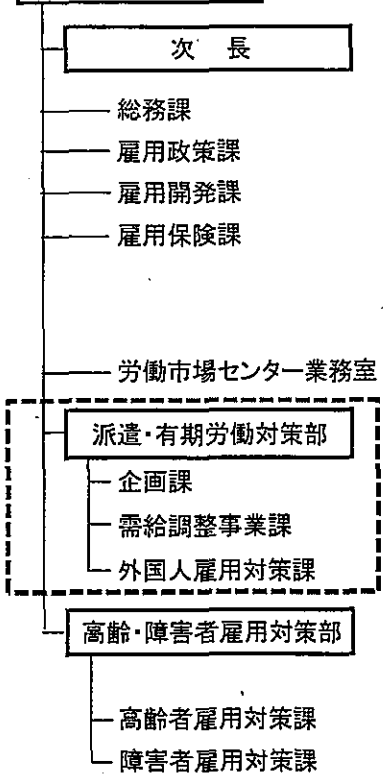 次 長
総務課
雇用政策課
雇用開発課
雇用保険課
労働市場センター業務室
派遣・有期労働対策部
企画課
需給調整事業課
外国人雇用対策課
高齢・障害者雇用対策部
高齢者雇用対策課
障害者雇用対策課